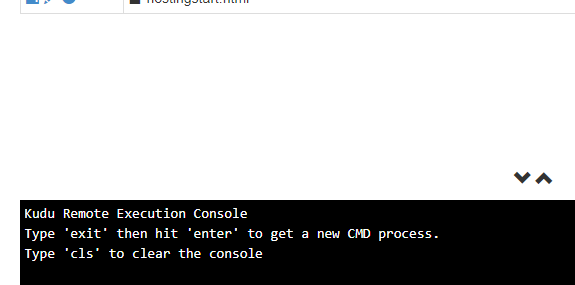 hostingstart.html
Kudu Remote Execution Console
Type 'exit' then hit 'enter' to get a new CMD process.
Type 'cls' to clear the console